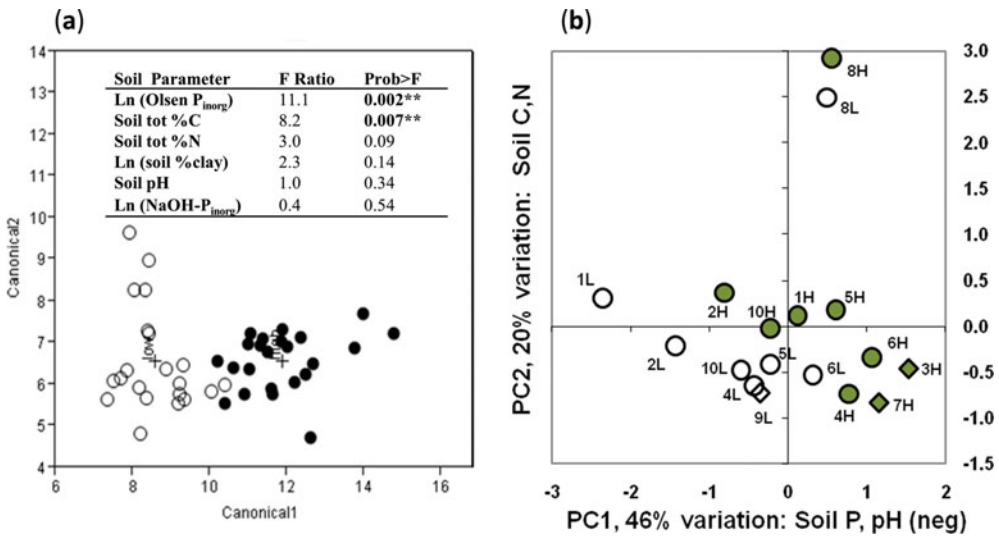 (a)
14
13
12
11
10
9
8
7
6
5
4
Canonical2
Soil Parameter F Ratio Prob>F
Ln (Olsen Pinorg) 11.1 0.002**
Soil tot %C 8.2 0.007**
Soil tot %N 3.0 0.09
Ln (soil %clay) 2.3 0.14
Soil pH 1.0 0.34
Ln (NaOH-Pinorg) 0.4 0.54
6 8 10 12 14 16
Canonical1
(b)
PC2, 20% variation: Soil C,N
3.0
2.5
2.0
1.5
1.0
0.5
0.0
-0.5
-1.0
-1.5
8H
8L
1L
2H
10H
1H
5H
2L
10L
5L
4L
9L
6L
6H
3H
4H
7H
-3 -2 -1 0 1 2
PC1, 46% variation: Soil P, pH (neg)